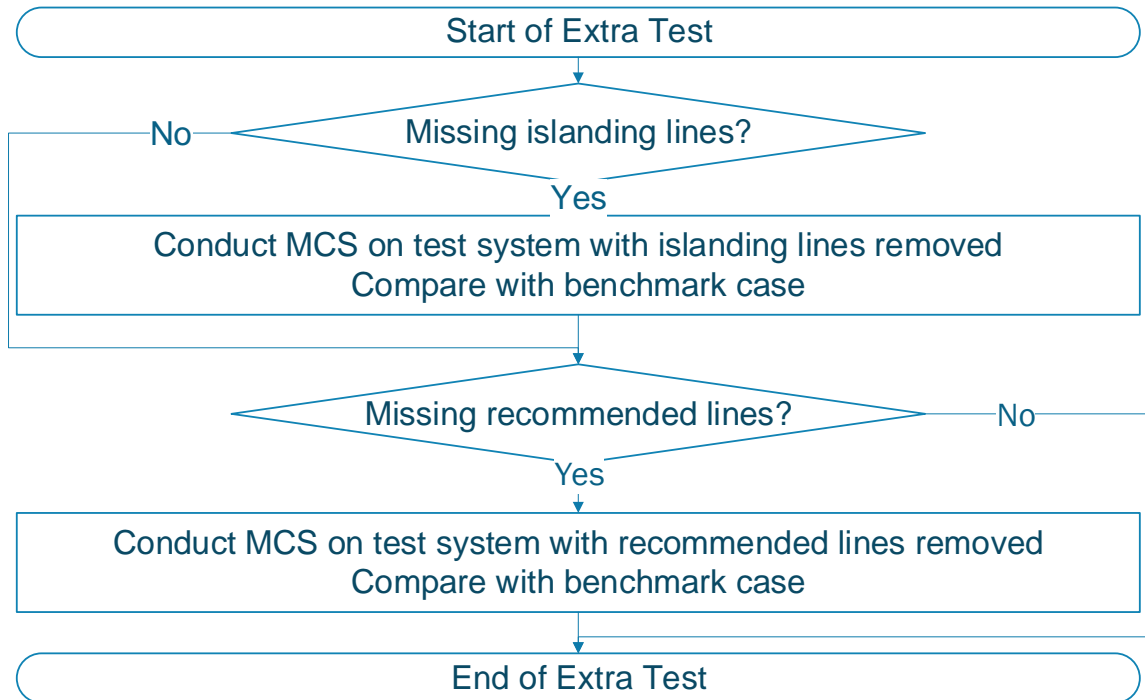 Start of Extra Test
Missing islanding lines?
No
Yes
Conduct MCS on test system with islanding lines removed
Compare with benchmark case
Missing recommended lines?
No
Yes
Conduct MCS on test system with recommended lines removed
Compare with benchmark case
End of Extra Test